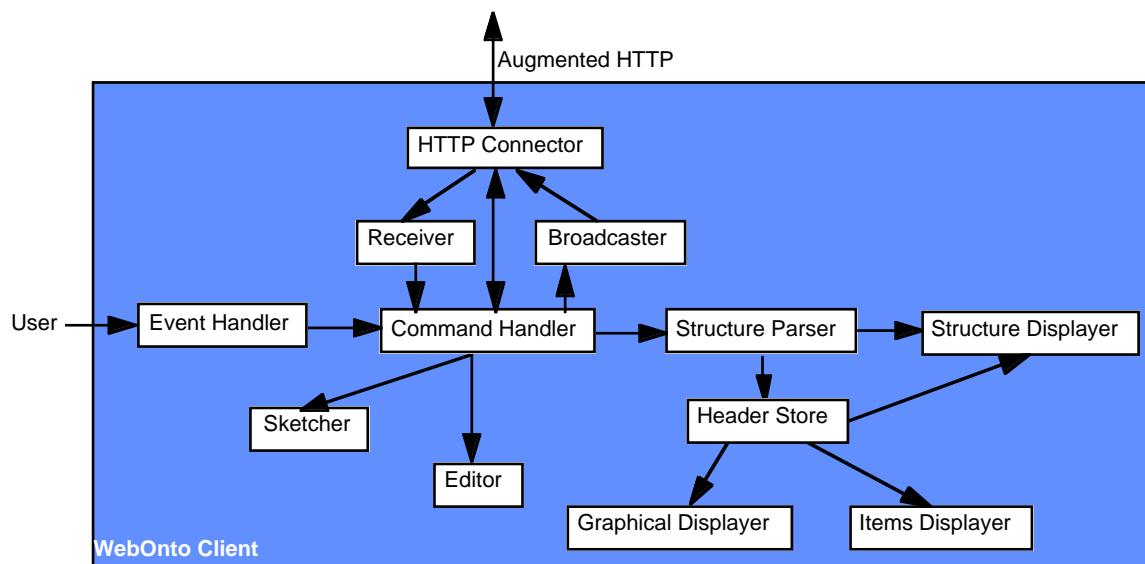 Augmented HTTP
HTTP Connector
Receiver
Broadcaster
User
Event Handler
Command Handler
Structure Parser
Structure Displayer
Sketcher
Header Store
Editor
Graphical Displayer
Items Displayer
WebOnto Client